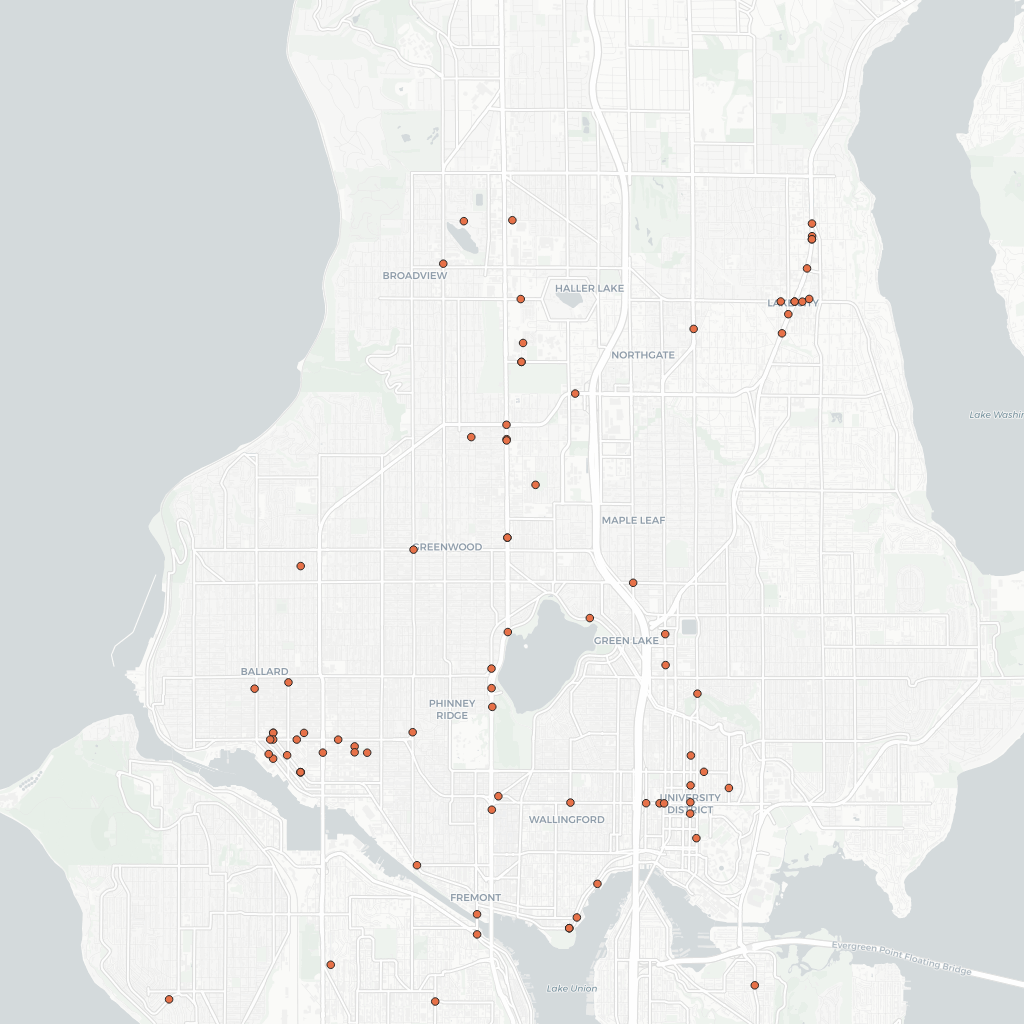 BROADVIEW
HALLER LAKE
LAKE CITY
NORTHGATE
Lake Washin
MAPLE LEAF
GREENWOOD
GREEN LAKE
BALLARD
PHINNEY
RIDGE
UNIVERSITY
DISTRICT
WALLINGFORD
FREMONT
Evergreen Point Floating Bridge
Lake Union